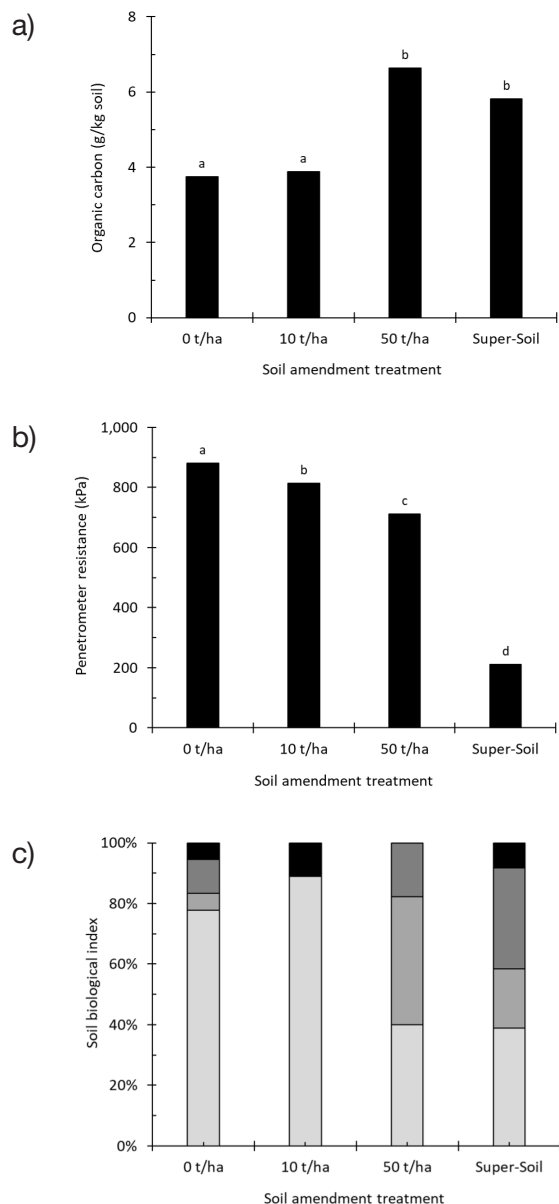 a)
8
6
4
2
0
Organic carbon (g/kg soil)
a
a
b
b
0 t/ha 10 t/ha 50 t/ha Super-Soil
Soil amendment treatment
b)
1,000
800
600
400
200
0
Penetrometer resistance (kPa)
a
b
c
d
0 t/ha 10 t/ha 50 t/ha Super-Soil
Soil amendment treatment
c)
100%
80%
60%
40%
20%
0%
Soil biological index
0 t/ha 10 t/ha 50 t/ha Super-Soil
Soil amendment treatment